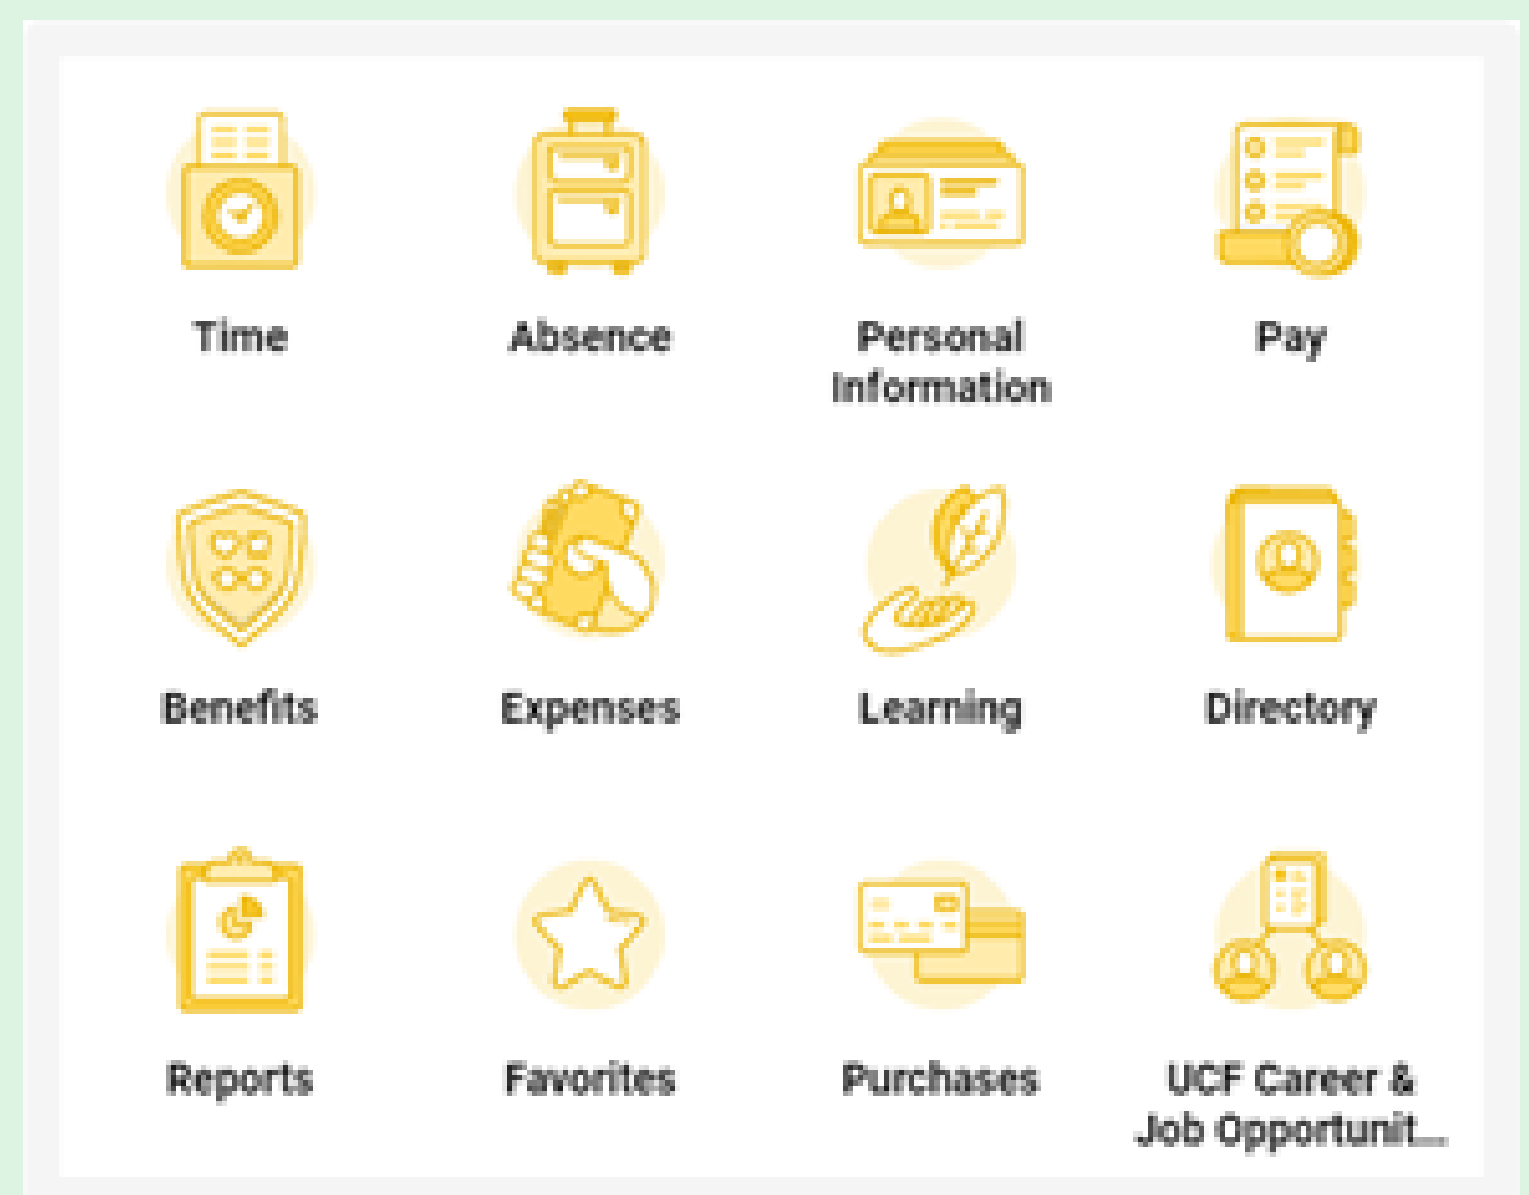 Time
Absence
Personal
Information
Pay
Benefits
Expenses
Learning
Directory
Reports
Favorites
Purchases
UCF Career &
Job Opportunit...